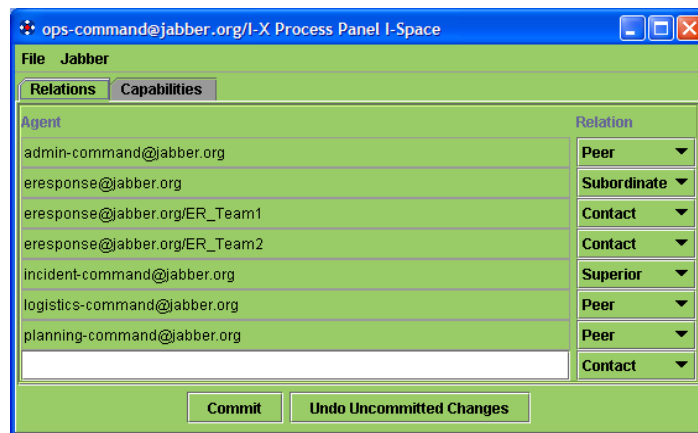 ops-command@jabber.org/I-X Process Panel I-Space
File Jabber
Relations Capabilities
Agent Relation
admin-command@jabber.org Peer
eresponse@jabber.org Subordinate
eresponse@jabber.org/ER_Team1 Contact
eresponse@jabber.org/ER_Team2 Contact
incident-command@jabber.org Superior
logistics-command@jabber.org Peer
planning-command@jabber.org Peer
Contact
Commit Undo Uncommitted Changes